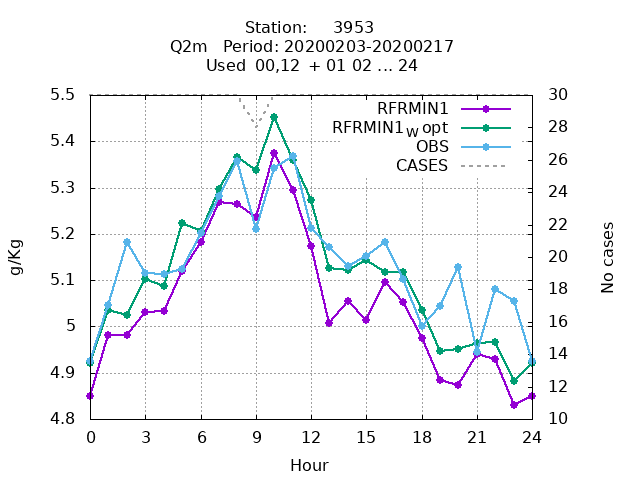 Station: 3953
Q2m Period: 20200203-20200217
Used 00,12 + 01 02 ... 24
g/Kg
5.5
5.4
5.3
5.2
5.1
5
4.9
4.8
RFRMIN1
RFRMIN1w opt
OBS
CASES
30
28
26
24
22
20
18
16
14
12
10
No cases
0 3 6 9 12 15 18 21 24
Hour